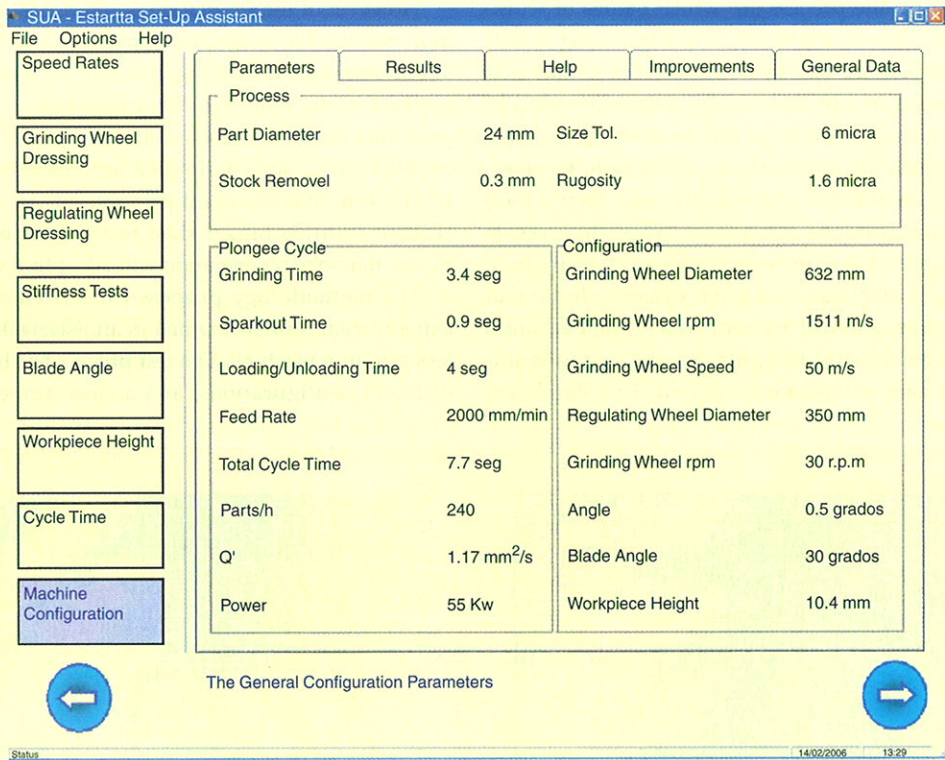 SUA - Estartta Set-Up Assistant
File Options Help
Speed Rates
Grinding Wheel
Dressing
Regulating Wheel
Dressing
Stiffness Tests
Blade Angle
Workpiece Height
Cycle Time
Machine
Configuration
Parameters Results Help Improvements General Data
Process
Part Diameter 24 mm Size Tol. 6 micra
Stock Removel 0.3 mm Rugosity 1.6 micra
Plongee Cycle
Grinding Time 3.4 seg
Sparkout Time 0.9 seg
Loading/Unloading Time 4 seg
Feed Rate 2000 mm/min
Total Cycle Time 7.7 seg
Parts/h 240
Q' 1.17 mm²/s
Power 55 Kw
Configuration
Grinding Wheel Diameter 632 mm
Grinding Wheel rpm 1511 m/s
Grinding Wheel Speed 50 m/s
Regulating Wheel Diameter 350 mm
Grinding Wheel rpm 30 r.p.m
Angle 0.5 grados
Blade Angle 30 grados
Workpiece Height 10.4 mm
The General Configuration Parameters
Status 14/02/2006 13:29